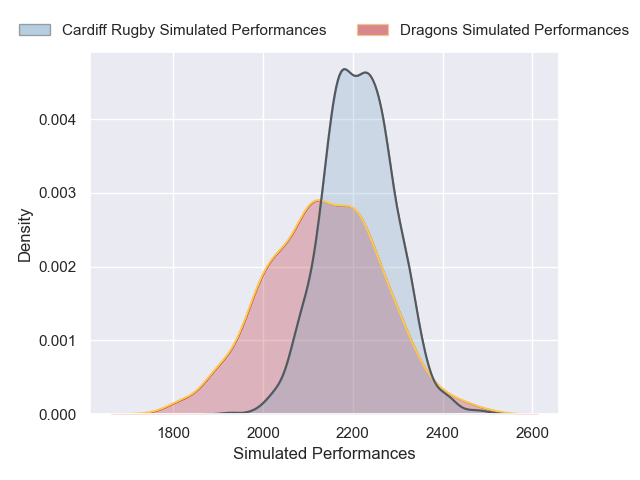 Cardiff Rugby Simulated Performances Dragons Simulated Performances
0.004
0.003
0.002
0.001
0.000
Density
1800 2000 2200 2400 2600
Simulated Performances